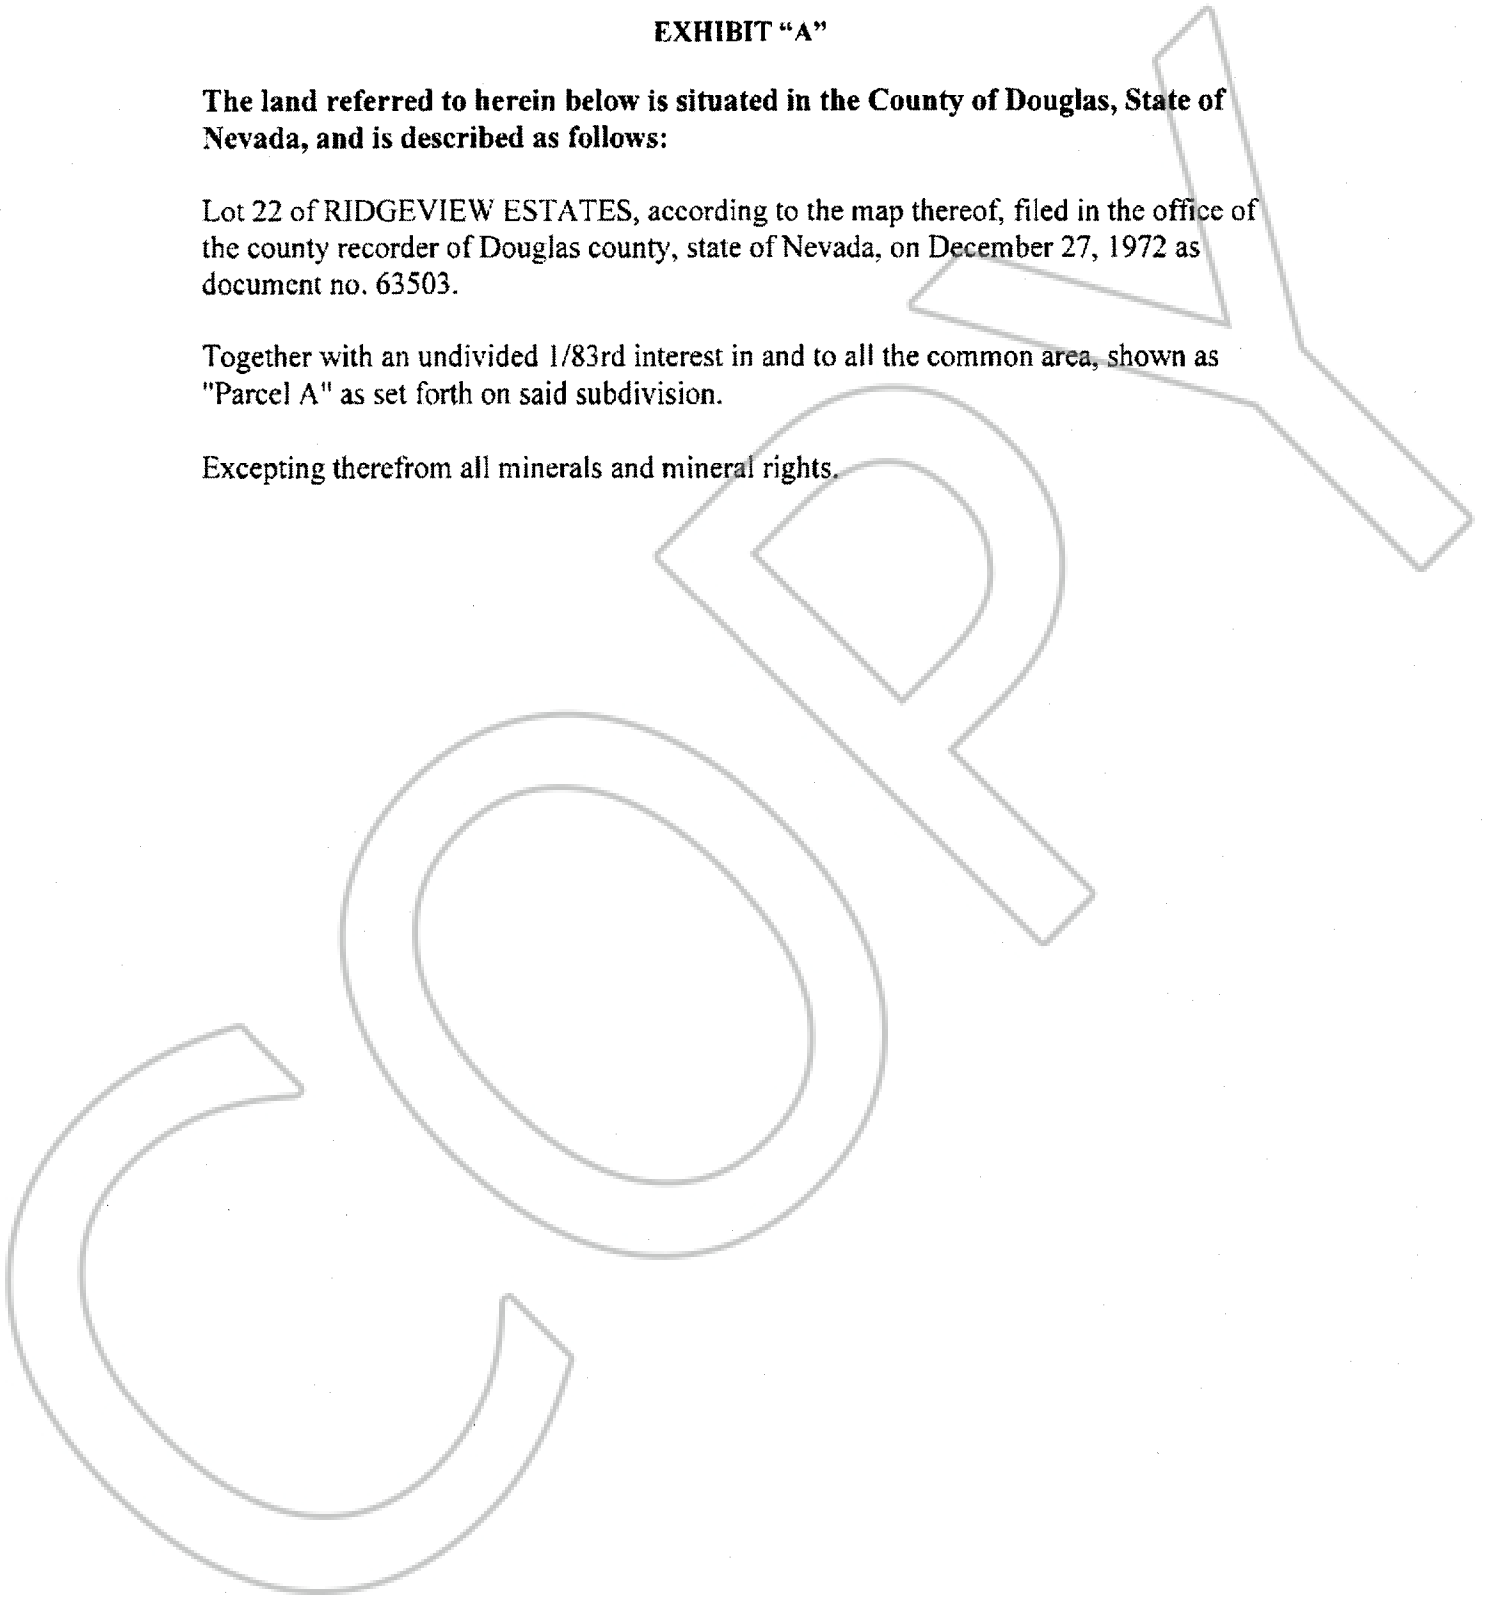 EXHIBIT “A”
The land referred to herein below is situated in the County of Douglas, State of
Nevada, and is described as follows:
Lot 22 of RIDGEVIEW ESTATES, according to the map thereof, filed in the office of
the county recorder of Douglas county, state of Nevada, on December 27, 1972 as
document no. 63503.
Together with an undivided 1/83rd interest in and to all the common area, shown as
"Parcel A" as set forth on said subdivision.
Excepting therefrom all minerals and mineral rights.
COPY